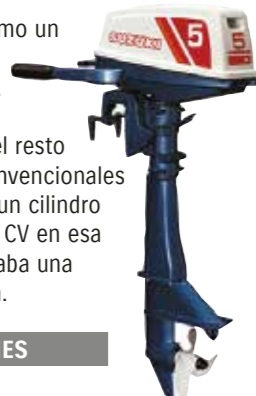 mo un
el resto
nvencionales
un cilindro
CV en esa
aba una
ES
SUZUKI
5
5